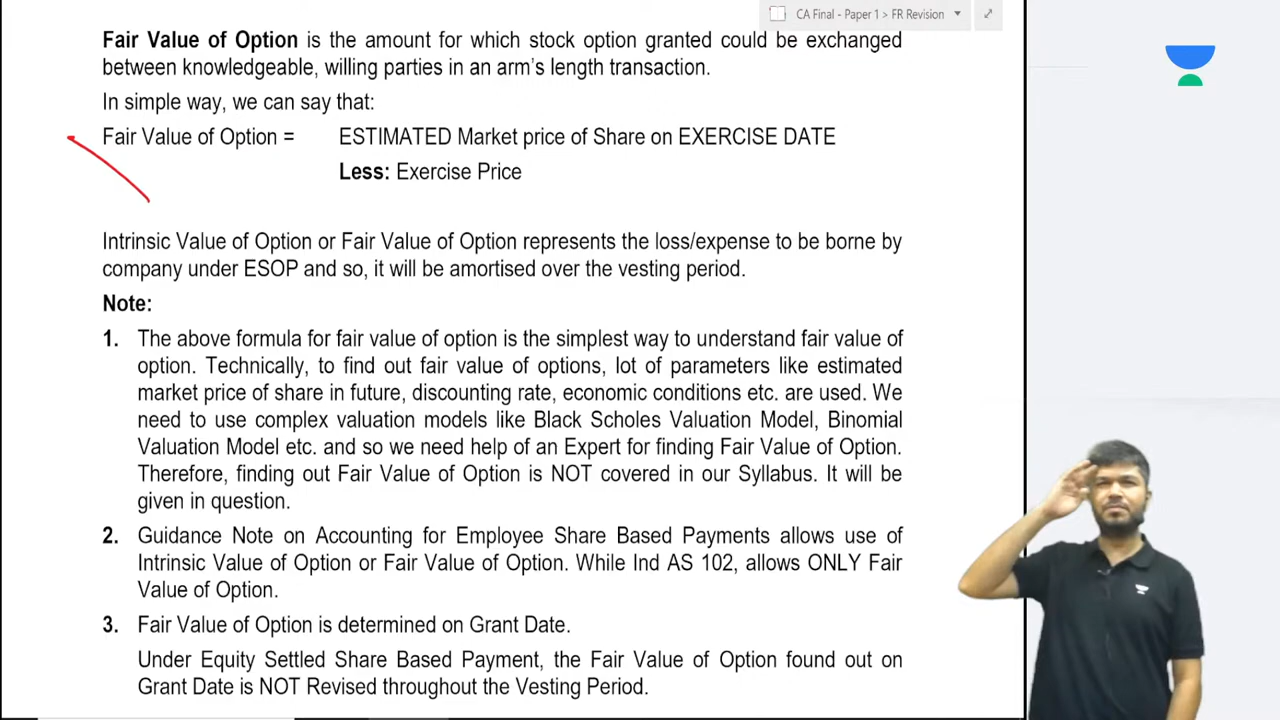 CA Final - Paper 1 > FR Revision
Fair Value of Option is the amount for which stock option granted could be exchanged
between knowledgeable, willing parties in an arm's length transaction.
In simple way, we can say that:
Fair Value of Option = ESTIMATED Market price of Share on EXERCISE DATE
Less: Exercise Price
Intrinsic Value of Option or Fair Value of Option represents the loss/expense to be borne by
company under ESOP and so, it will be amortised over the vesting period.
Note:
1. The above formula for fair value of option is the simplest way to understand fair value of
option. Technically, to find out fair value of options, lot of parameters like estimated
market price of share in future, discounting rate, economic conditions etc. are used. We
need to use complex valuation models like Black Scholes Valuation Model, Binomial
Valuation Model etc. and so we need help of an Expert for finding Fair Value of Option.
Therefore, finding out Fair Value of Option is NOT covered in our Syllabus. It will be
given in question.
2. Guidance Note on Accounting for Employee Share Based Payments allows use of
Intrinsic Value of Option or Fair Value of Option. While Ind AS 102, allows ONLY Fair
Value of Option.
3. Fair Value of Option is determined on Grant Date.
Under Equity Settled Share Based Payment, the Fair Value of Option found out on
Grant Date is NOT Revised throughout the Vesting Period.